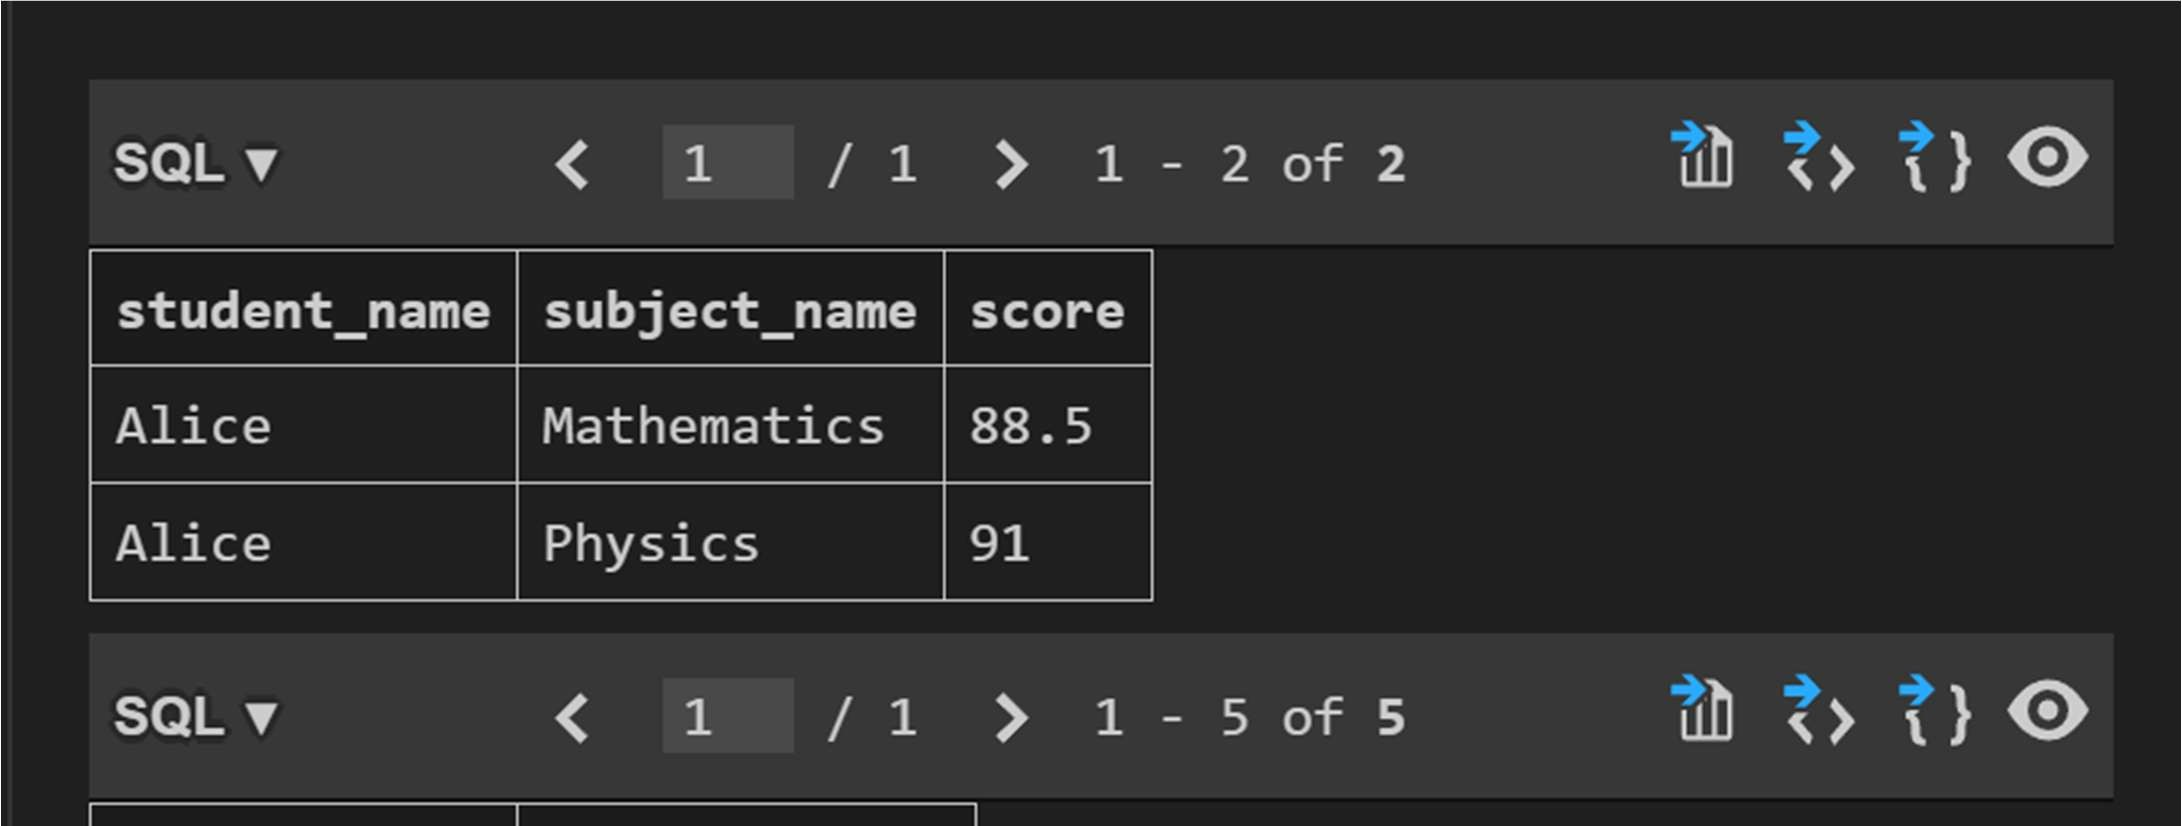 SQL ▼ < 1 / 1 > 1 - 2 of 2 <> {}
student_name subject_name score
Alice Mathematics 88.5
Alice Physics 91
SQL ▼ < 1 / 1 > 1 - 5 of 5 <> {}